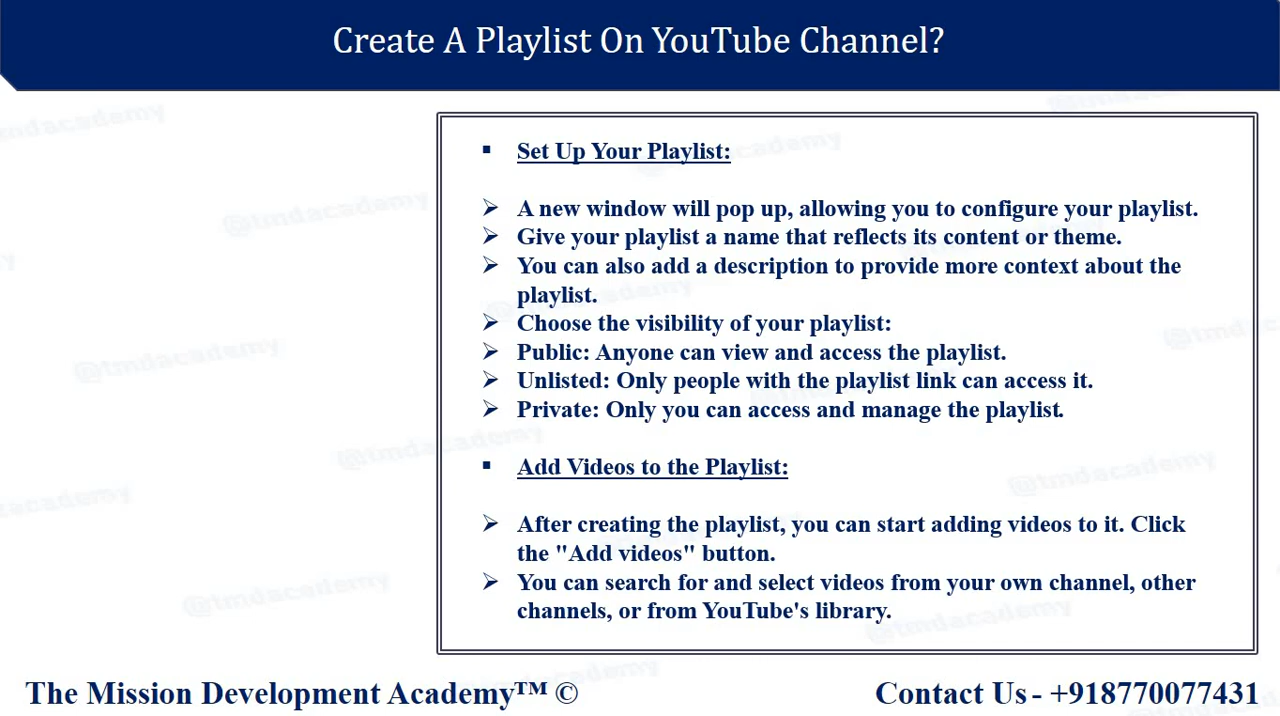 Create A Playlist On YouTube Channel?
▪ Set Up Your Playlist:
➢ A new window will pop up, allowing you to configure your playlist.
➢ Give your playlist a name that reflects its content or theme.
➢ You can also add a description to provide more context about the
playlist.
➢ Choose the visibility of your playlist:
➢ Public: Anyone can view and access the playlist.
➢ Unlisted: Only people with the playlist link can access it.
➢ Private: Only you can access and manage the playlist.
▪ Add Videos to the Playlist:
➢ After creating the playlist, you can start adding videos to it. Click
the "Add videos" button.
➢ You can search for and select videos from your own channel, other
channels, or from YouTube's library.
The Mission Development Academy™ ©
Contact Us - +918770077431
@tmdacademy